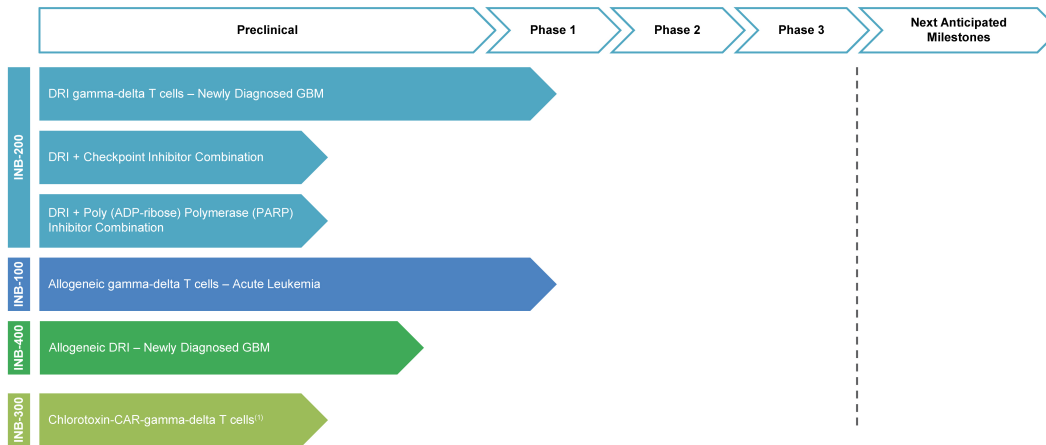 Preclinical
Phase 1
Phase 2
Phase 3
Next Anticipated
Milestones
INB-200
DRI gamma-delta T cells – Newly Diagnosed GBM
DRI + Checkpoint Inhibitor Combination
DRI + Poly (ADP-ribose) Polymerase (PARP)
Inhibitor Combination
INB-100
Allogeneic gamma-delta T cells – Acute Leukemia
INB-400
Allogeneic DRI – Newly Diagnosed GBM
INB-300
Chlorotoxin-CAR-gamma-delta T cells(1)